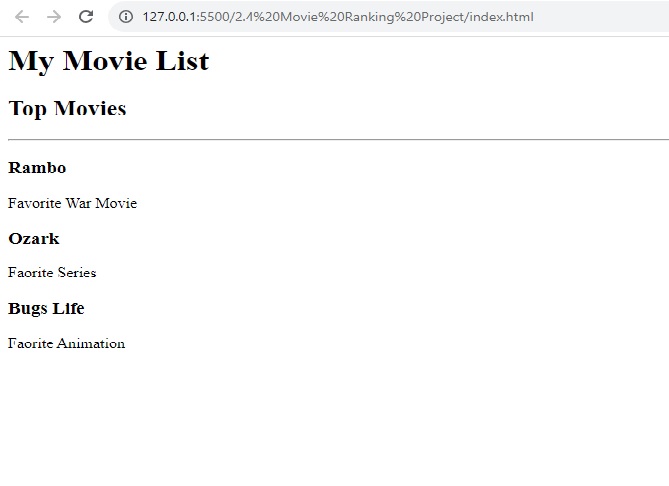 127.0.0.1:5500/2.4%20Movie%20Ranking%20Project/index.html
My Movie List
Top Movies
Rambo
Favorite War Movie
Ozark
Faorite Series
Bugs Life
Faorite Animation